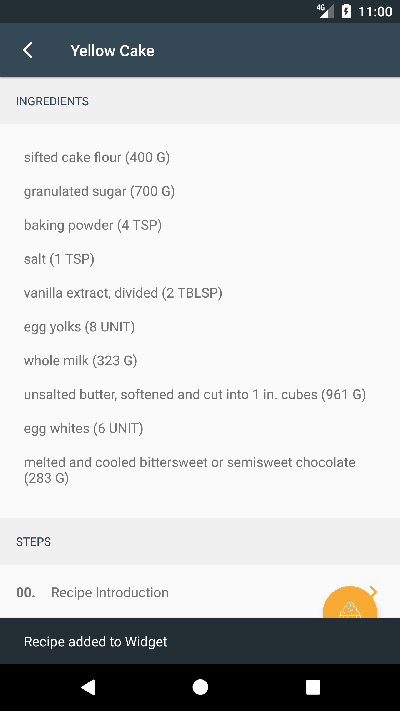 4G 11:00
Yellow Cake
INGREDIENTS
sifted cake flour (400 G)
granulated sugar (700 G)
baking powder (4 TSP)
salt (1 TSP)
vanilla extract, divided (2 TBLSP)
egg yolks (8 UNIT)
whole milk (323 G)
unsalted butter, softened and cut into 1 in. cubes (961 G)
egg whites (6 UNIT)
melted and cooled bittersweet or semisweet chocolate
(283 G)
STEPS
00. Recipe Introduction
Recipe added to Widget